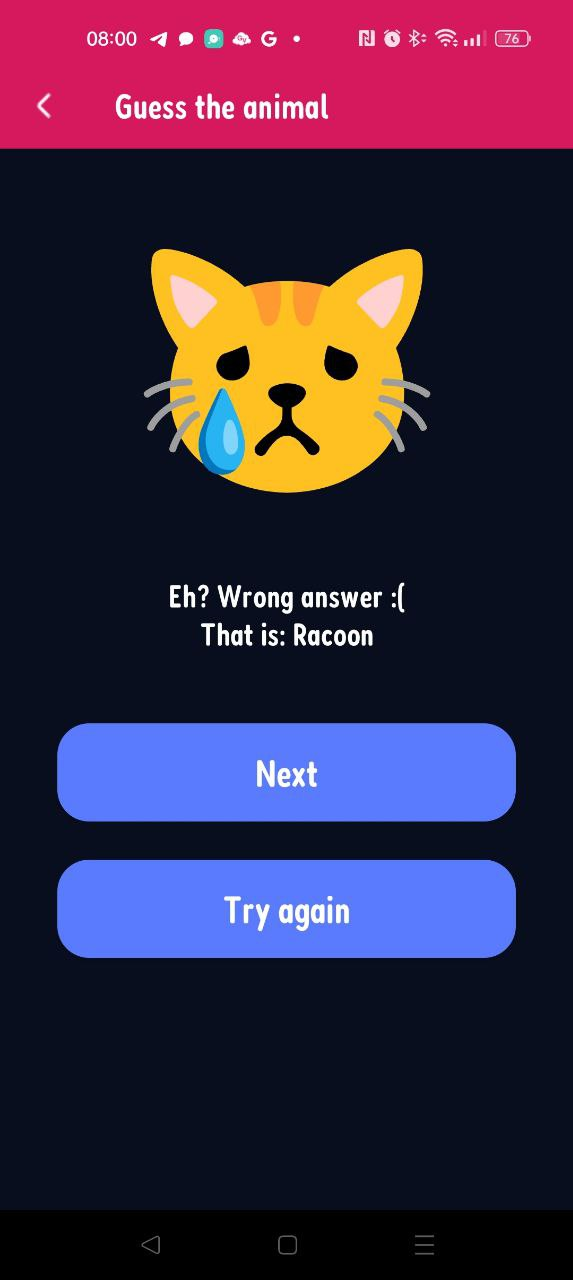 08:00
76
Guess the animal
Eh? Wrong answer :(
That is: Racoon
Next
Try again